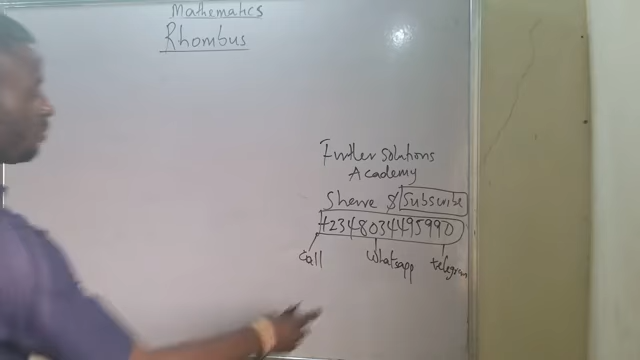 Mathematics
Rhombus
Further Solutions
Academy
Share & Subscribe
+2348034495990
Call
Whatsapp
telegram